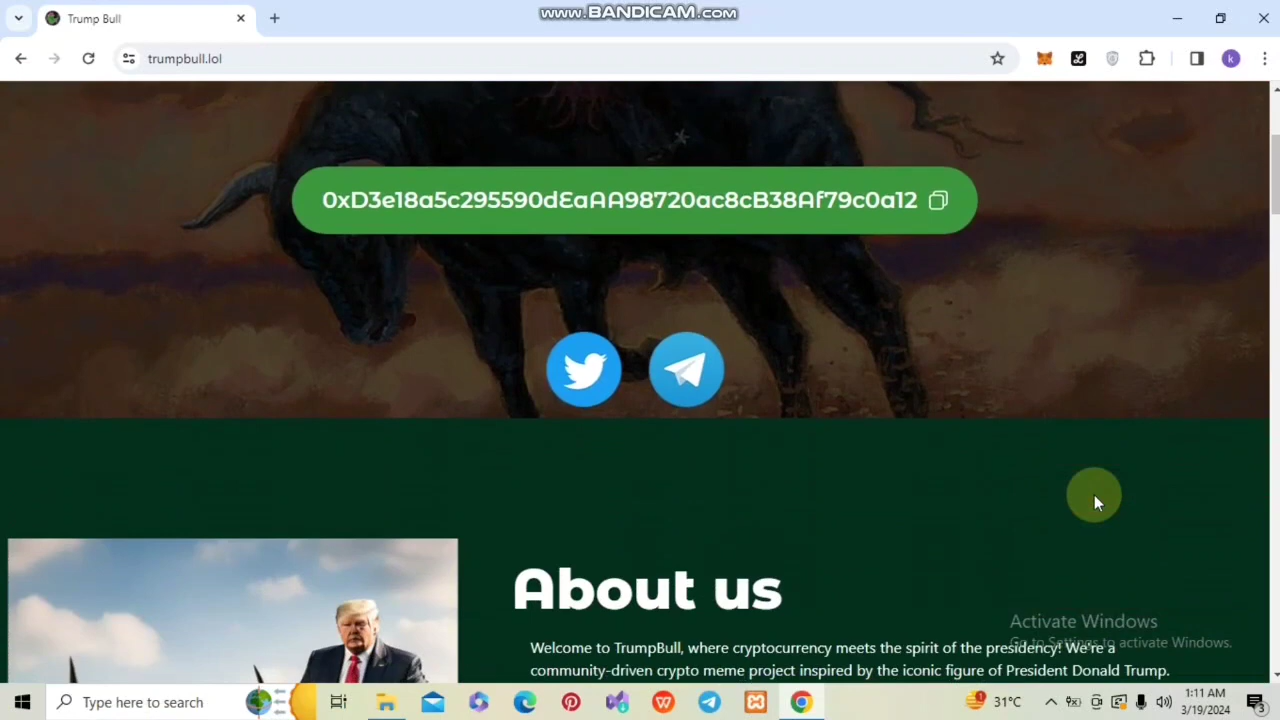 www.BANDICAM.com
Trump Bull
trumpbull.lol
k
0xD3e18a5c295590dEaAA98720ac8cB38Af79c0a12
About us
Welcome to TrumpBull, where cryptocurrency meets the spirit of the presidency! We're a
community-driven crypto meme project inspired by the iconic figure of President Donald Trump.
Activate Windows
Go to Settings to activate Windows.
Type here to search
1
31°C
1:11 AM
3/19/2024
3